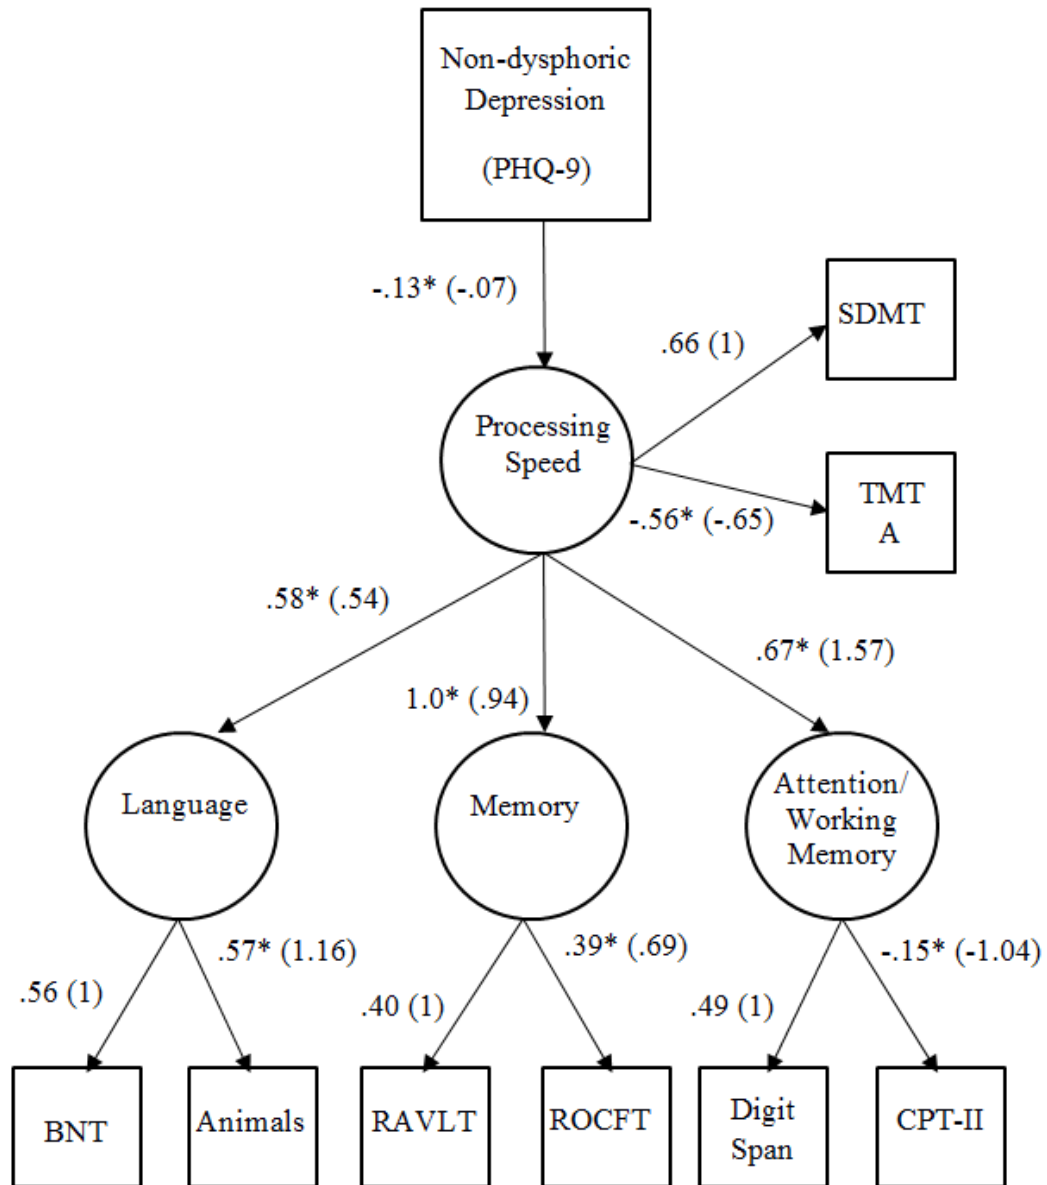 Non-dysphoric
Depression
(PHQ-9)
-.13* (-.07)
SDMT
.66 (1)
Processing
Speed
TMT
A
-.56* (-.65)
.58* (.54)
1.0* (.94)
.67* (1.57)
Language
Memory
Attention/
Working
Memory
.56 (1)
.57* (1.16)
.40 (1)
.39* (.69)
.49 (1)
-.15* (-1.04)
BNT
Animals
RAVLT
ROCFT
Digit
Span
CPT-II